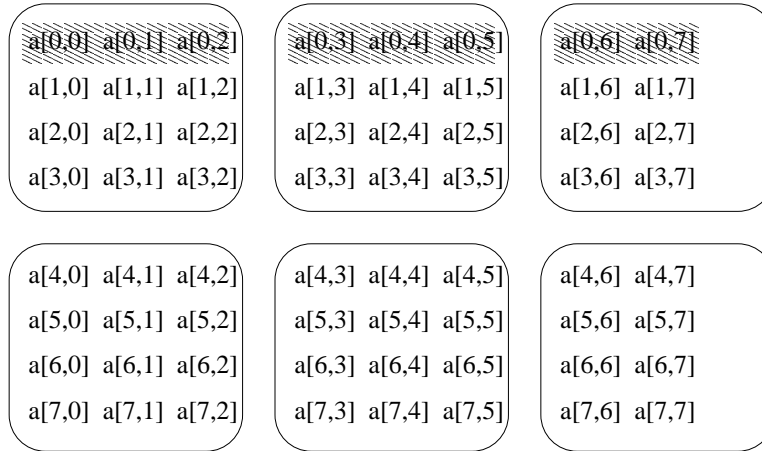 a[0,0] a[0,1] a[0,2] a[0,3] a[0,4] a[0,5] a[0,6] a[0,7]
a[1,0] a[1,1] a[1,2] a[1,3] a[1,4] a[1,5] a[1,6] a[1,7]
a[2,0] a[2,1] a[2,2] a[2,3] a[2,4] a[2,5] a[2,6] a[2,7]
a[3,0] a[3,1] a[3,2] a[3,3] a[3,4] a[3,5] a[3,6] a[3,7]
a[4,0] a[4,1] a[4,2] a[4,3] a[4,4] a[4,5] a[4,6] a[4,7]
a[5,0] a[5,1] a[5,2] a[5,3] a[5,4] a[5,5] a[5,6] a[5,7]
a[6,0] a[6,1] a[6,2] a[6,3] a[6,4] a[6,5] a[6,6] a[6,7]
a[7,0] a[7,1] a[7,2] a[7,3] a[7,4] a[7,5] a[7,6] a[7,7]